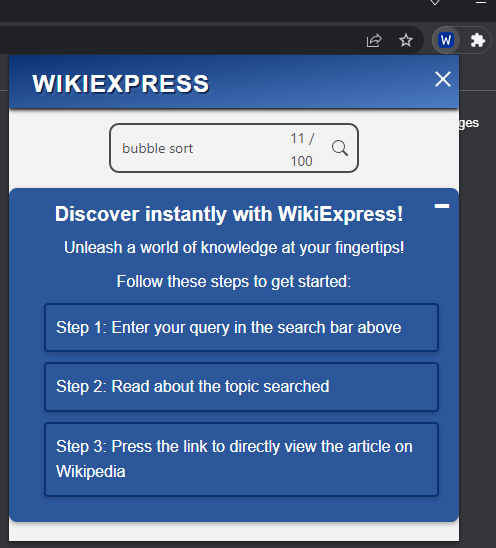 W
WIKIEXPRESS
ges
bubble sort
11 /
100
Discover instantly with WikiExpress!
Unleash a world of knowledge at your fingertips!
Follow these steps to get started:
Step 1: Enter your query in the search bar above
Step 2: Read about the topic searched
Step 3: Press the link to directly view the article on
Wikipedia